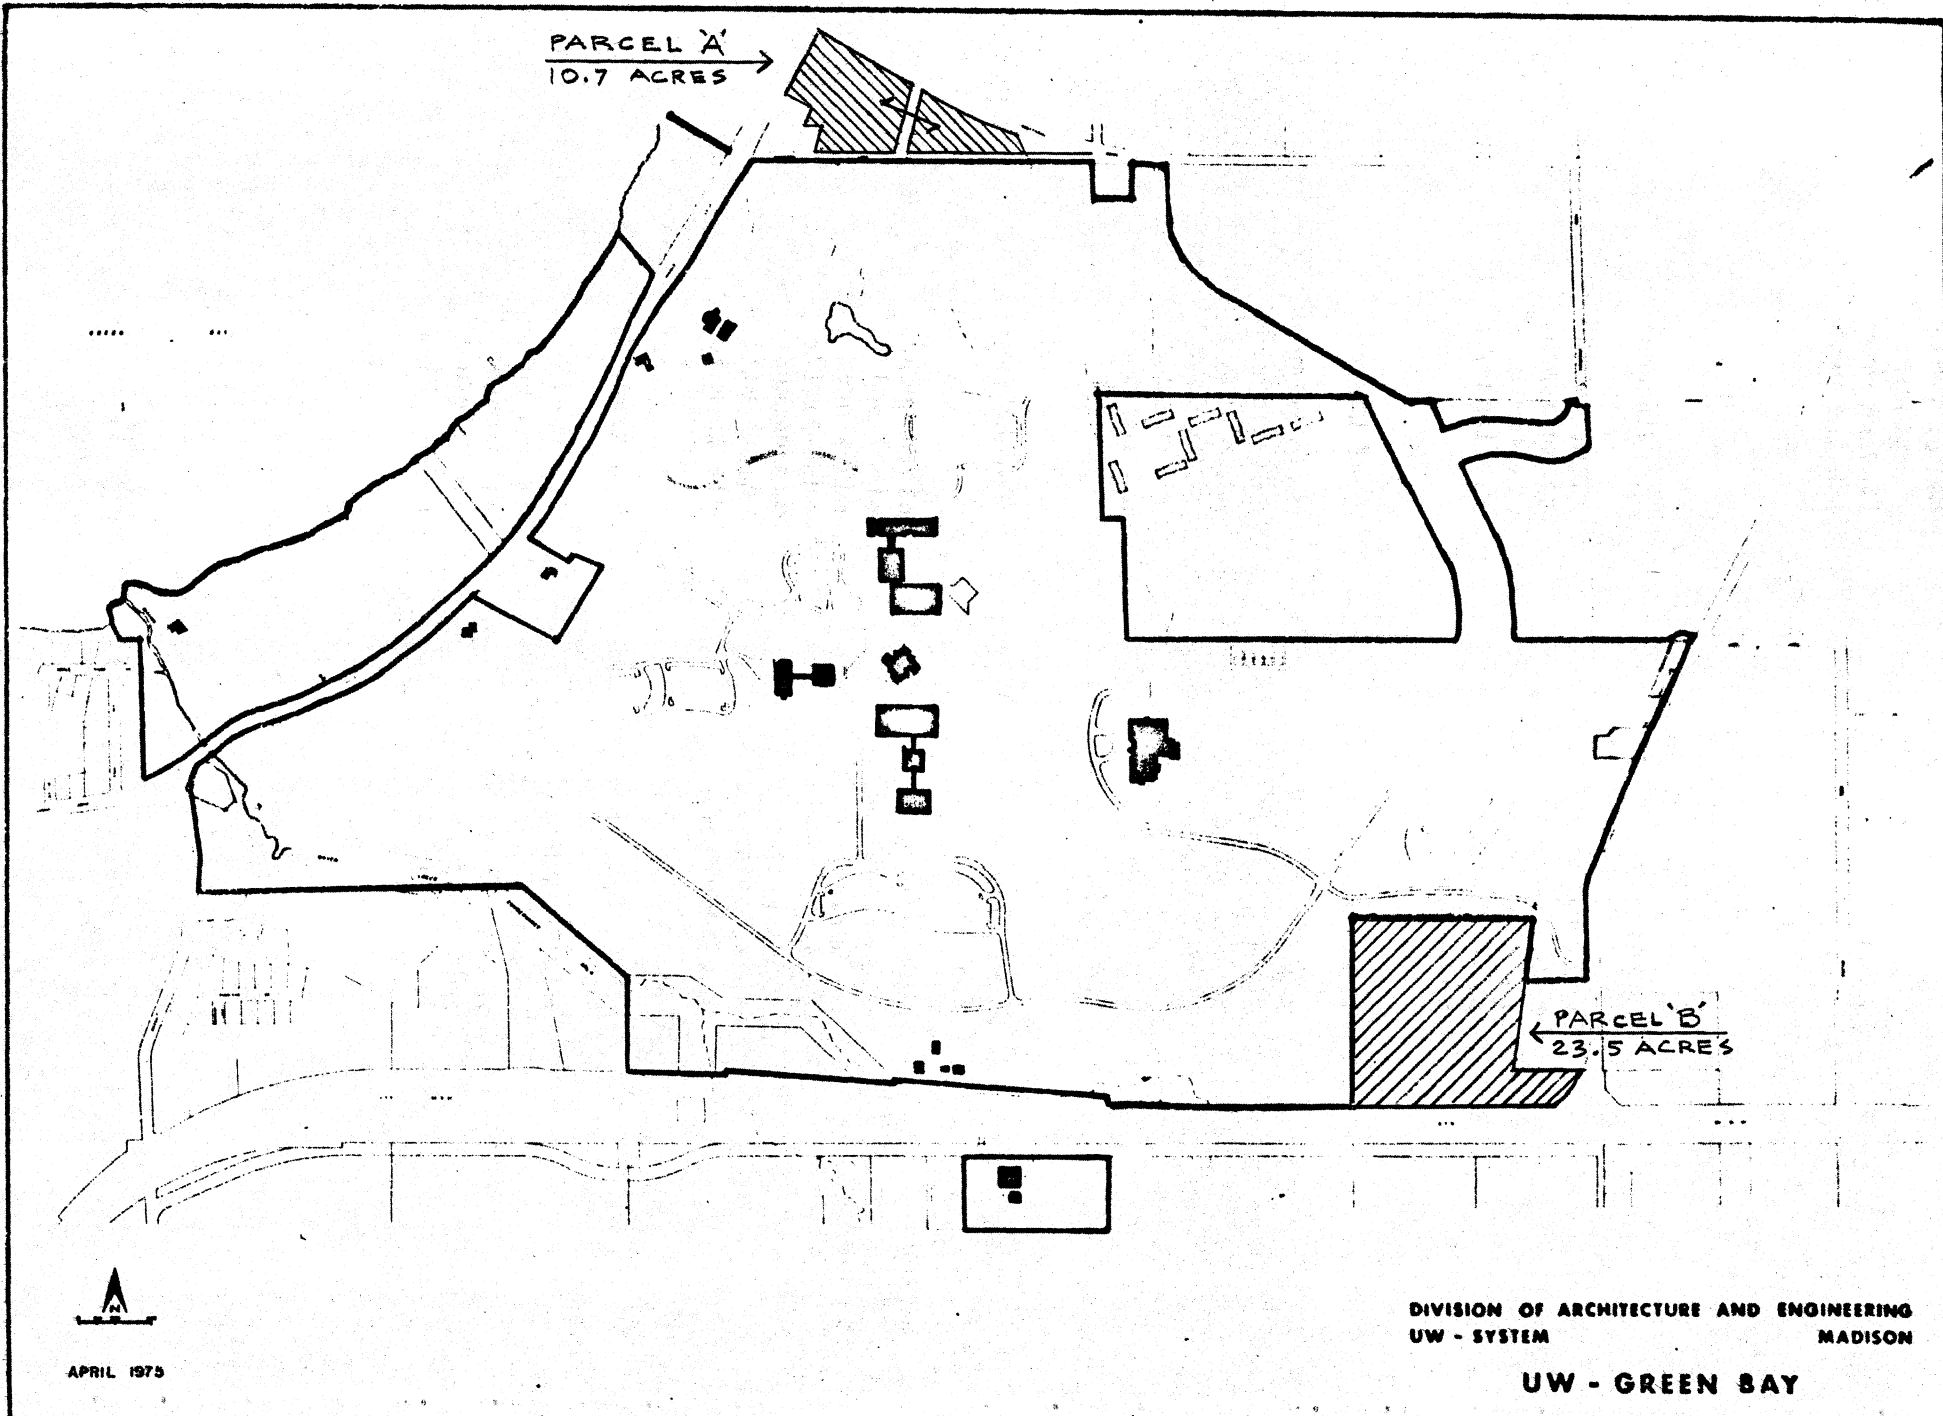 PARCEL 'A'
10.7 ACRES
PARCEL 'B'
23.5 ACRES
N
APRIL 1975
DIVISION OF ARCHITECTURE AND ENGINEERING
UW - SYSTEM MADISON
UW - GREEN BAY